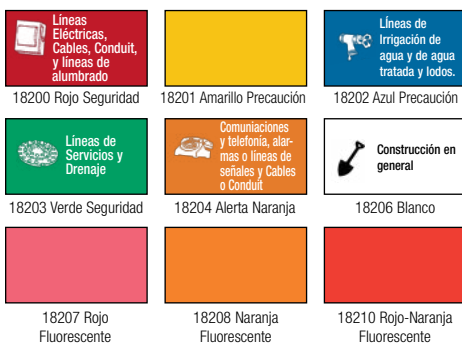 Líneas
Eléctricas,
Cables, Conduit,
y líneas de
alumbrado
LÍneas de
Irrigación de
agua y de agua
tratada y lodos.
18200 Rojo Seguridad
18201 Amarillo Precaución
18202 Azul Precaución
Líneas de
Servicios y
Drenaje
Comuniaciones
y telefonía, alar-
mas o líneas de
señales y Cables
o Conduit
Construcción en
general
18203 Verde Seguridad
18204 Alerta Naranja
18206 Blanco
18207 Rojo
Fluorescente
18208 Naranja
Fluorescente
18210 Rojo-Naranja
Fluorescente